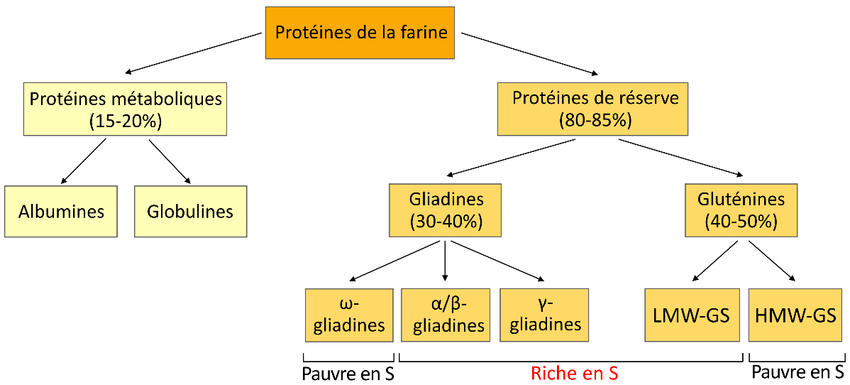 Protéines de la farine
Protéines métaboliques
(15-20%)
Protéines de réserve
(80-85%)
Albumines
Globulines
Gliadines
(30-40%)
Gluténines
(40-50%)
ω-
gliadines
α/β-
gliadines
γ-
gliadines
LMW-GS
HMW-GS
Pauvre en S
Riche en S
Pauvre en S